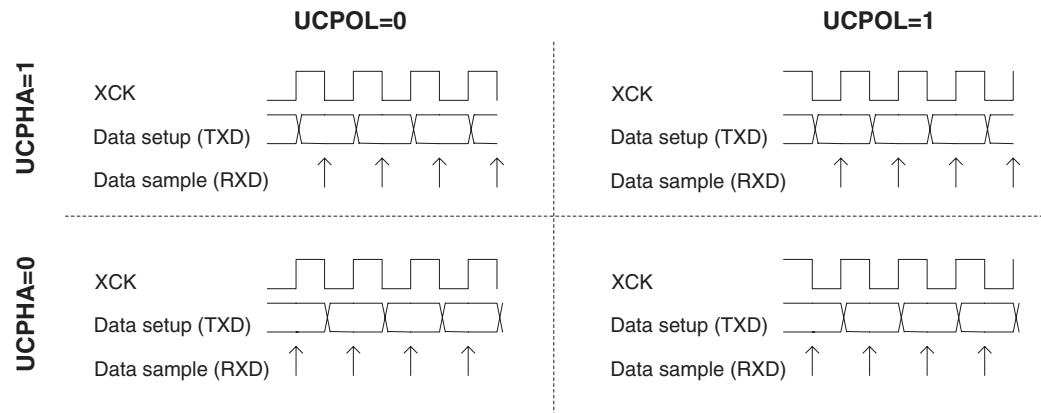 UCPOL=0 UCPOL=1
UCPHA=1
XCK
Data setup (TXD)
Data sample (RXD)
XCK
Data setup (TXD)
Data sample (RXD)
UCPHA=0
XCK
Data setup (TXD)
Data sample (RXD)
XCK
Data setup (TXD)
Data sample (RXD)